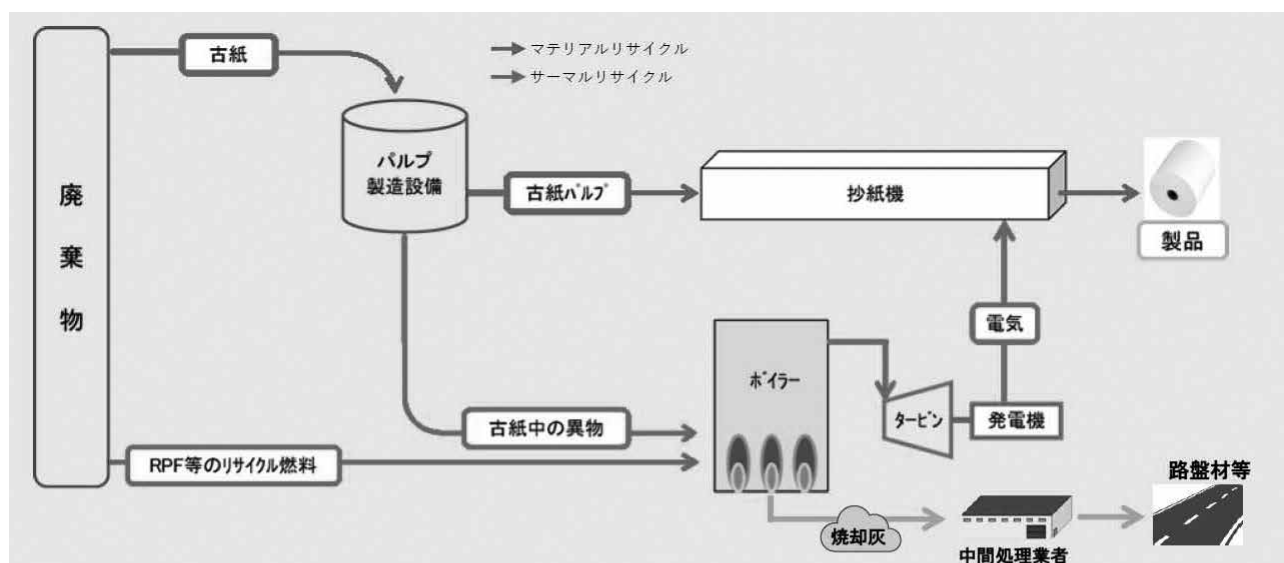 古紙
マテリアルリサイクル
サーマルリサイクル
廃棄物
パルプ
製造設備
古紙ﾊﾟﾙﾌﾟ
抄紙機
製品
電気
ﾎﾞｲﾗｰ
ﾀｰﾋﾞﾝ
発電機
古紙中の異物
RPF等のﾘｻｲｸﾙ燃料
焼却灰
中間処理業者
路盤材等